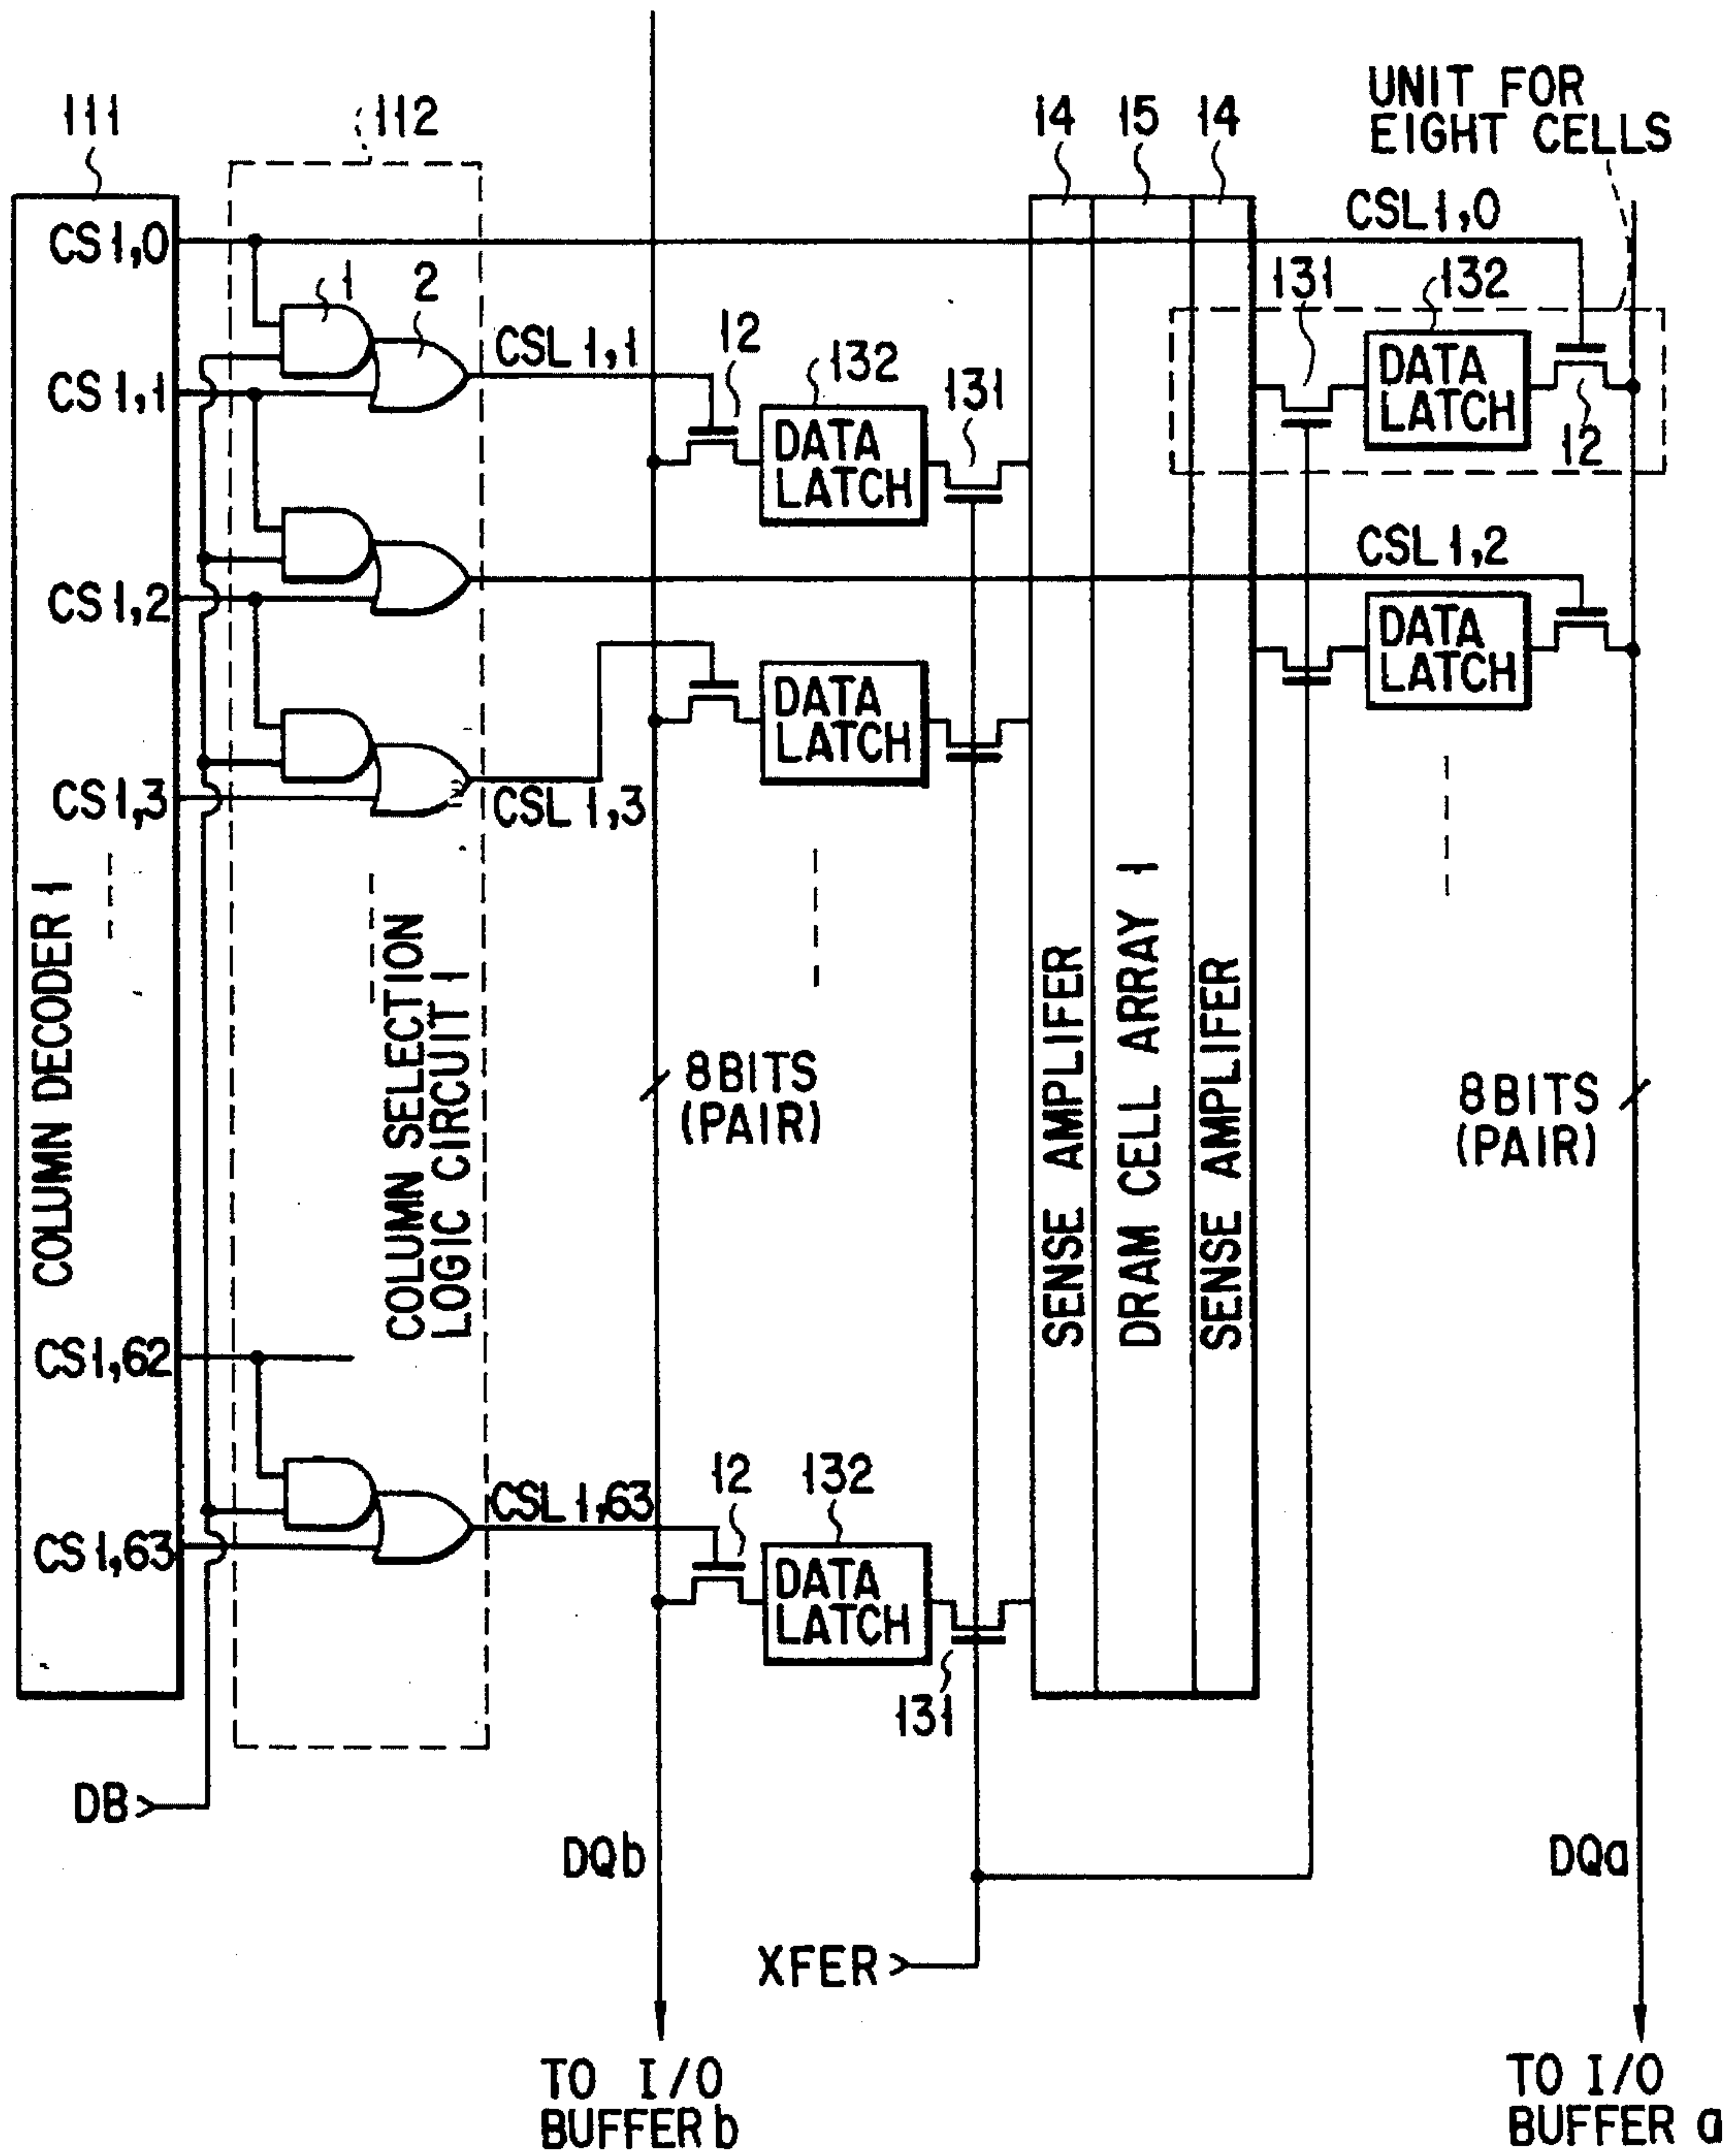 111
112
14
15
14
UNIT FOR
EIGHT CELLS
CS1,0
CSL1,0
1
2
131
132
CSL1,1
12
132
131
DATA
LATCH
12
CS1,1
DATA
LATCH
CSL1,2
CS1,2
DATA
LATCH
DATA
LATCH
CS1,3
CSL1,3
COLUMN DECODER 1
COLUMN SELECTION
LOGIC CIRCUIT 1
8BITS
(PAIR)
SENSE AMPLIFER
DRAM CELL ARRAY 1
SENSE AMPLIFER
8BITS
(PAIR)
CS1,62
CSL1,63
12
132
CS1,63
DATA
LATCH
131
DB
DQb
DQa
XFER
TO I/O
BUFFER b
TO I/O
BUFFER a